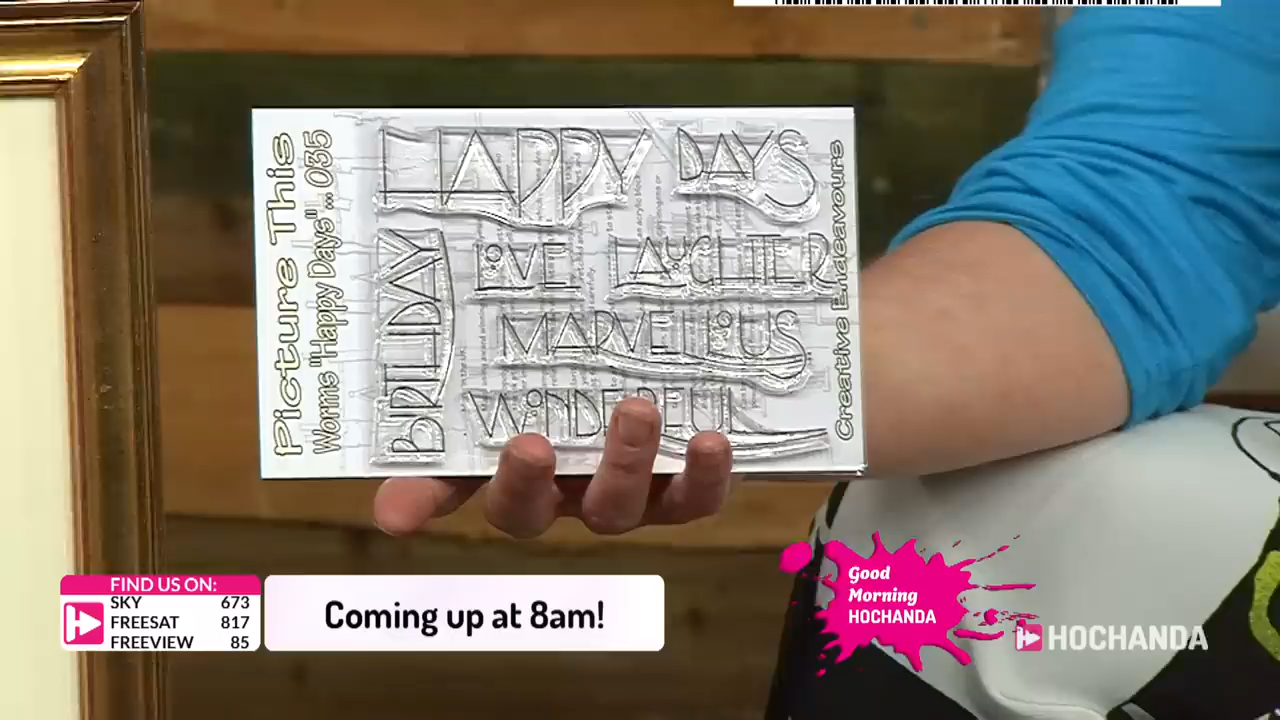 Picture This
Worms "Happy Days"... 035
HAPPY DAYS
BIRTHDAY
LOVE LAUGHTER
MARVELLOUS
WONDERFUL
Creative Endeavours
FIND US ON:
SKY 673
FREESAT 817
FREEVIEW 85
Coming up at 8am!
Good
Morning
HOCHANDA
HOCHANDA